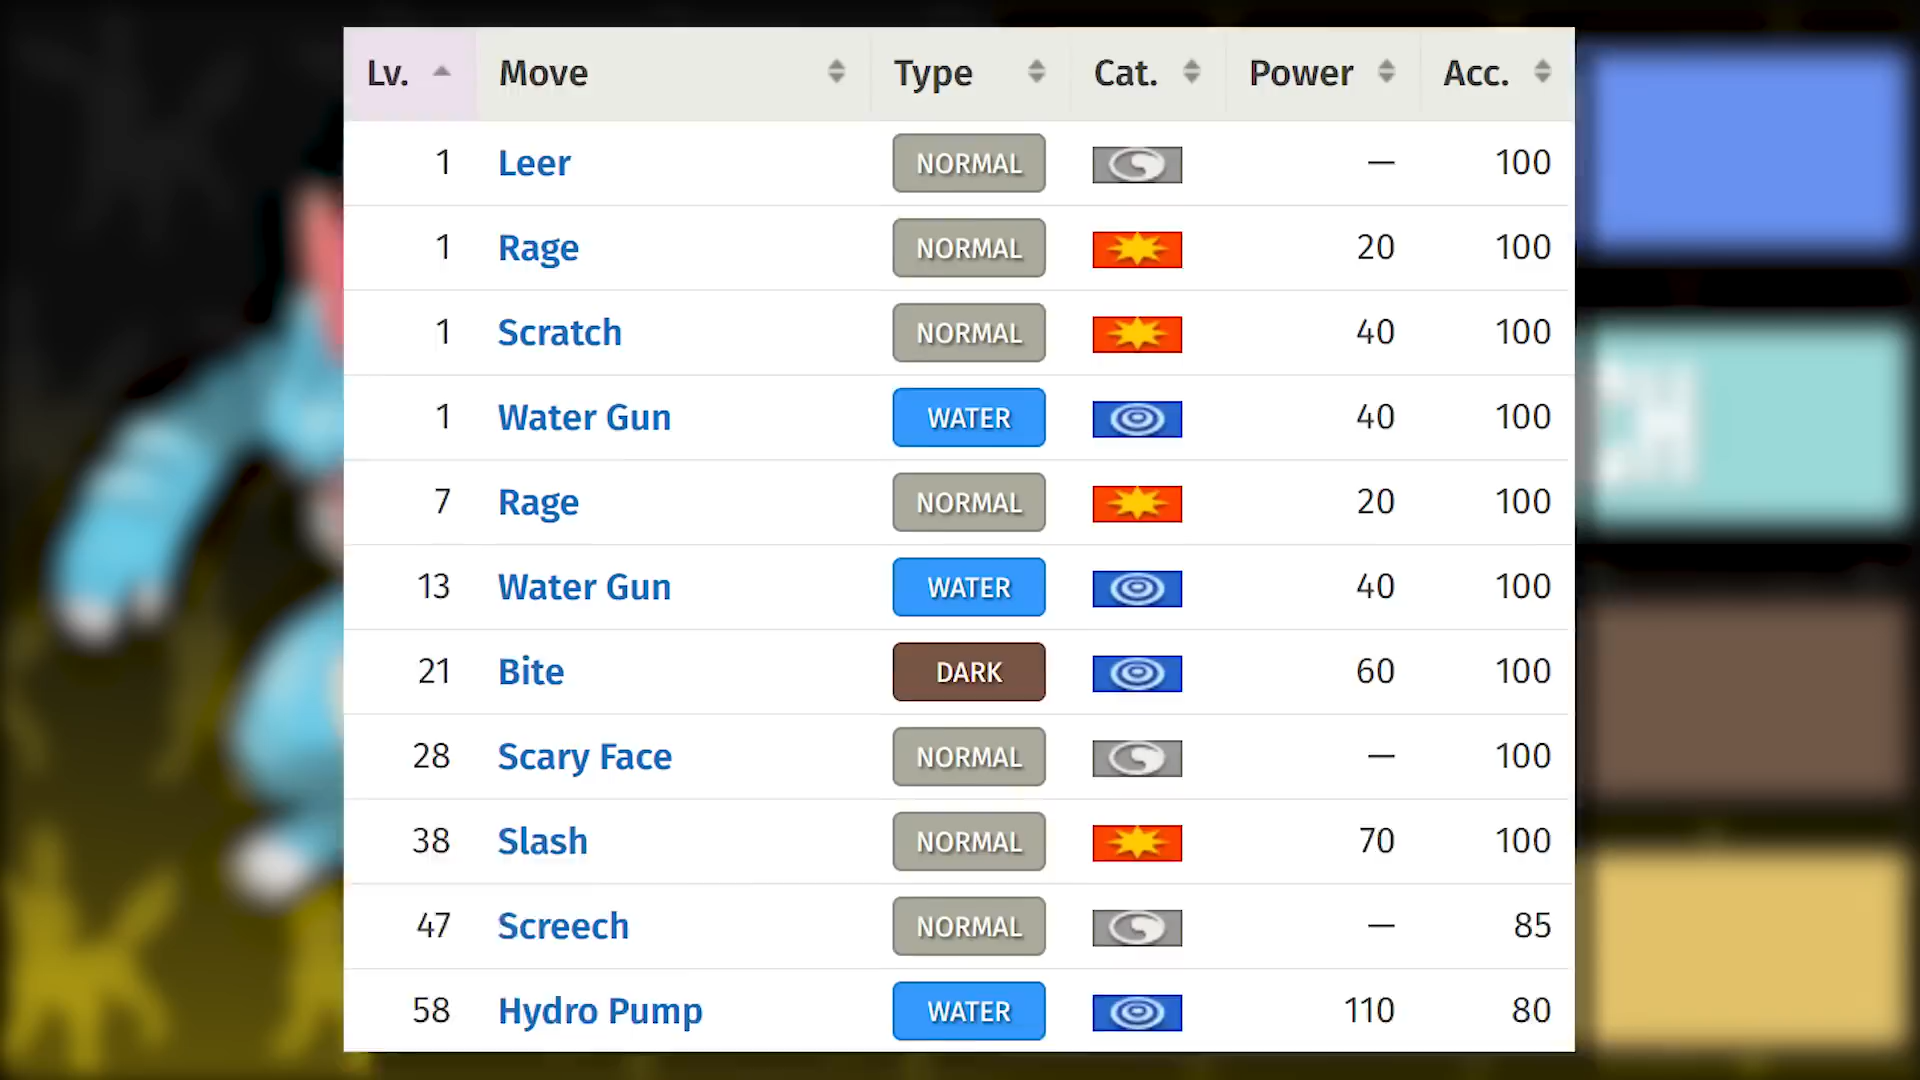 Lv. Move Type Cat. Power Acc.
1 Leer NORMAL — 100
1 Rage NORMAL 20 100
1 Scratch NORMAL 40 100
1 Water Gun WATER 40 100
7 Rage NORMAL 20 100
13 Water Gun WATER 40 100
21 Bite DARK 60 100
28 Scary Face NORMAL — 100
38 Slash NORMAL 70 100
47 Screech NORMAL — 85
58 Hydro Pump WATER 110 80